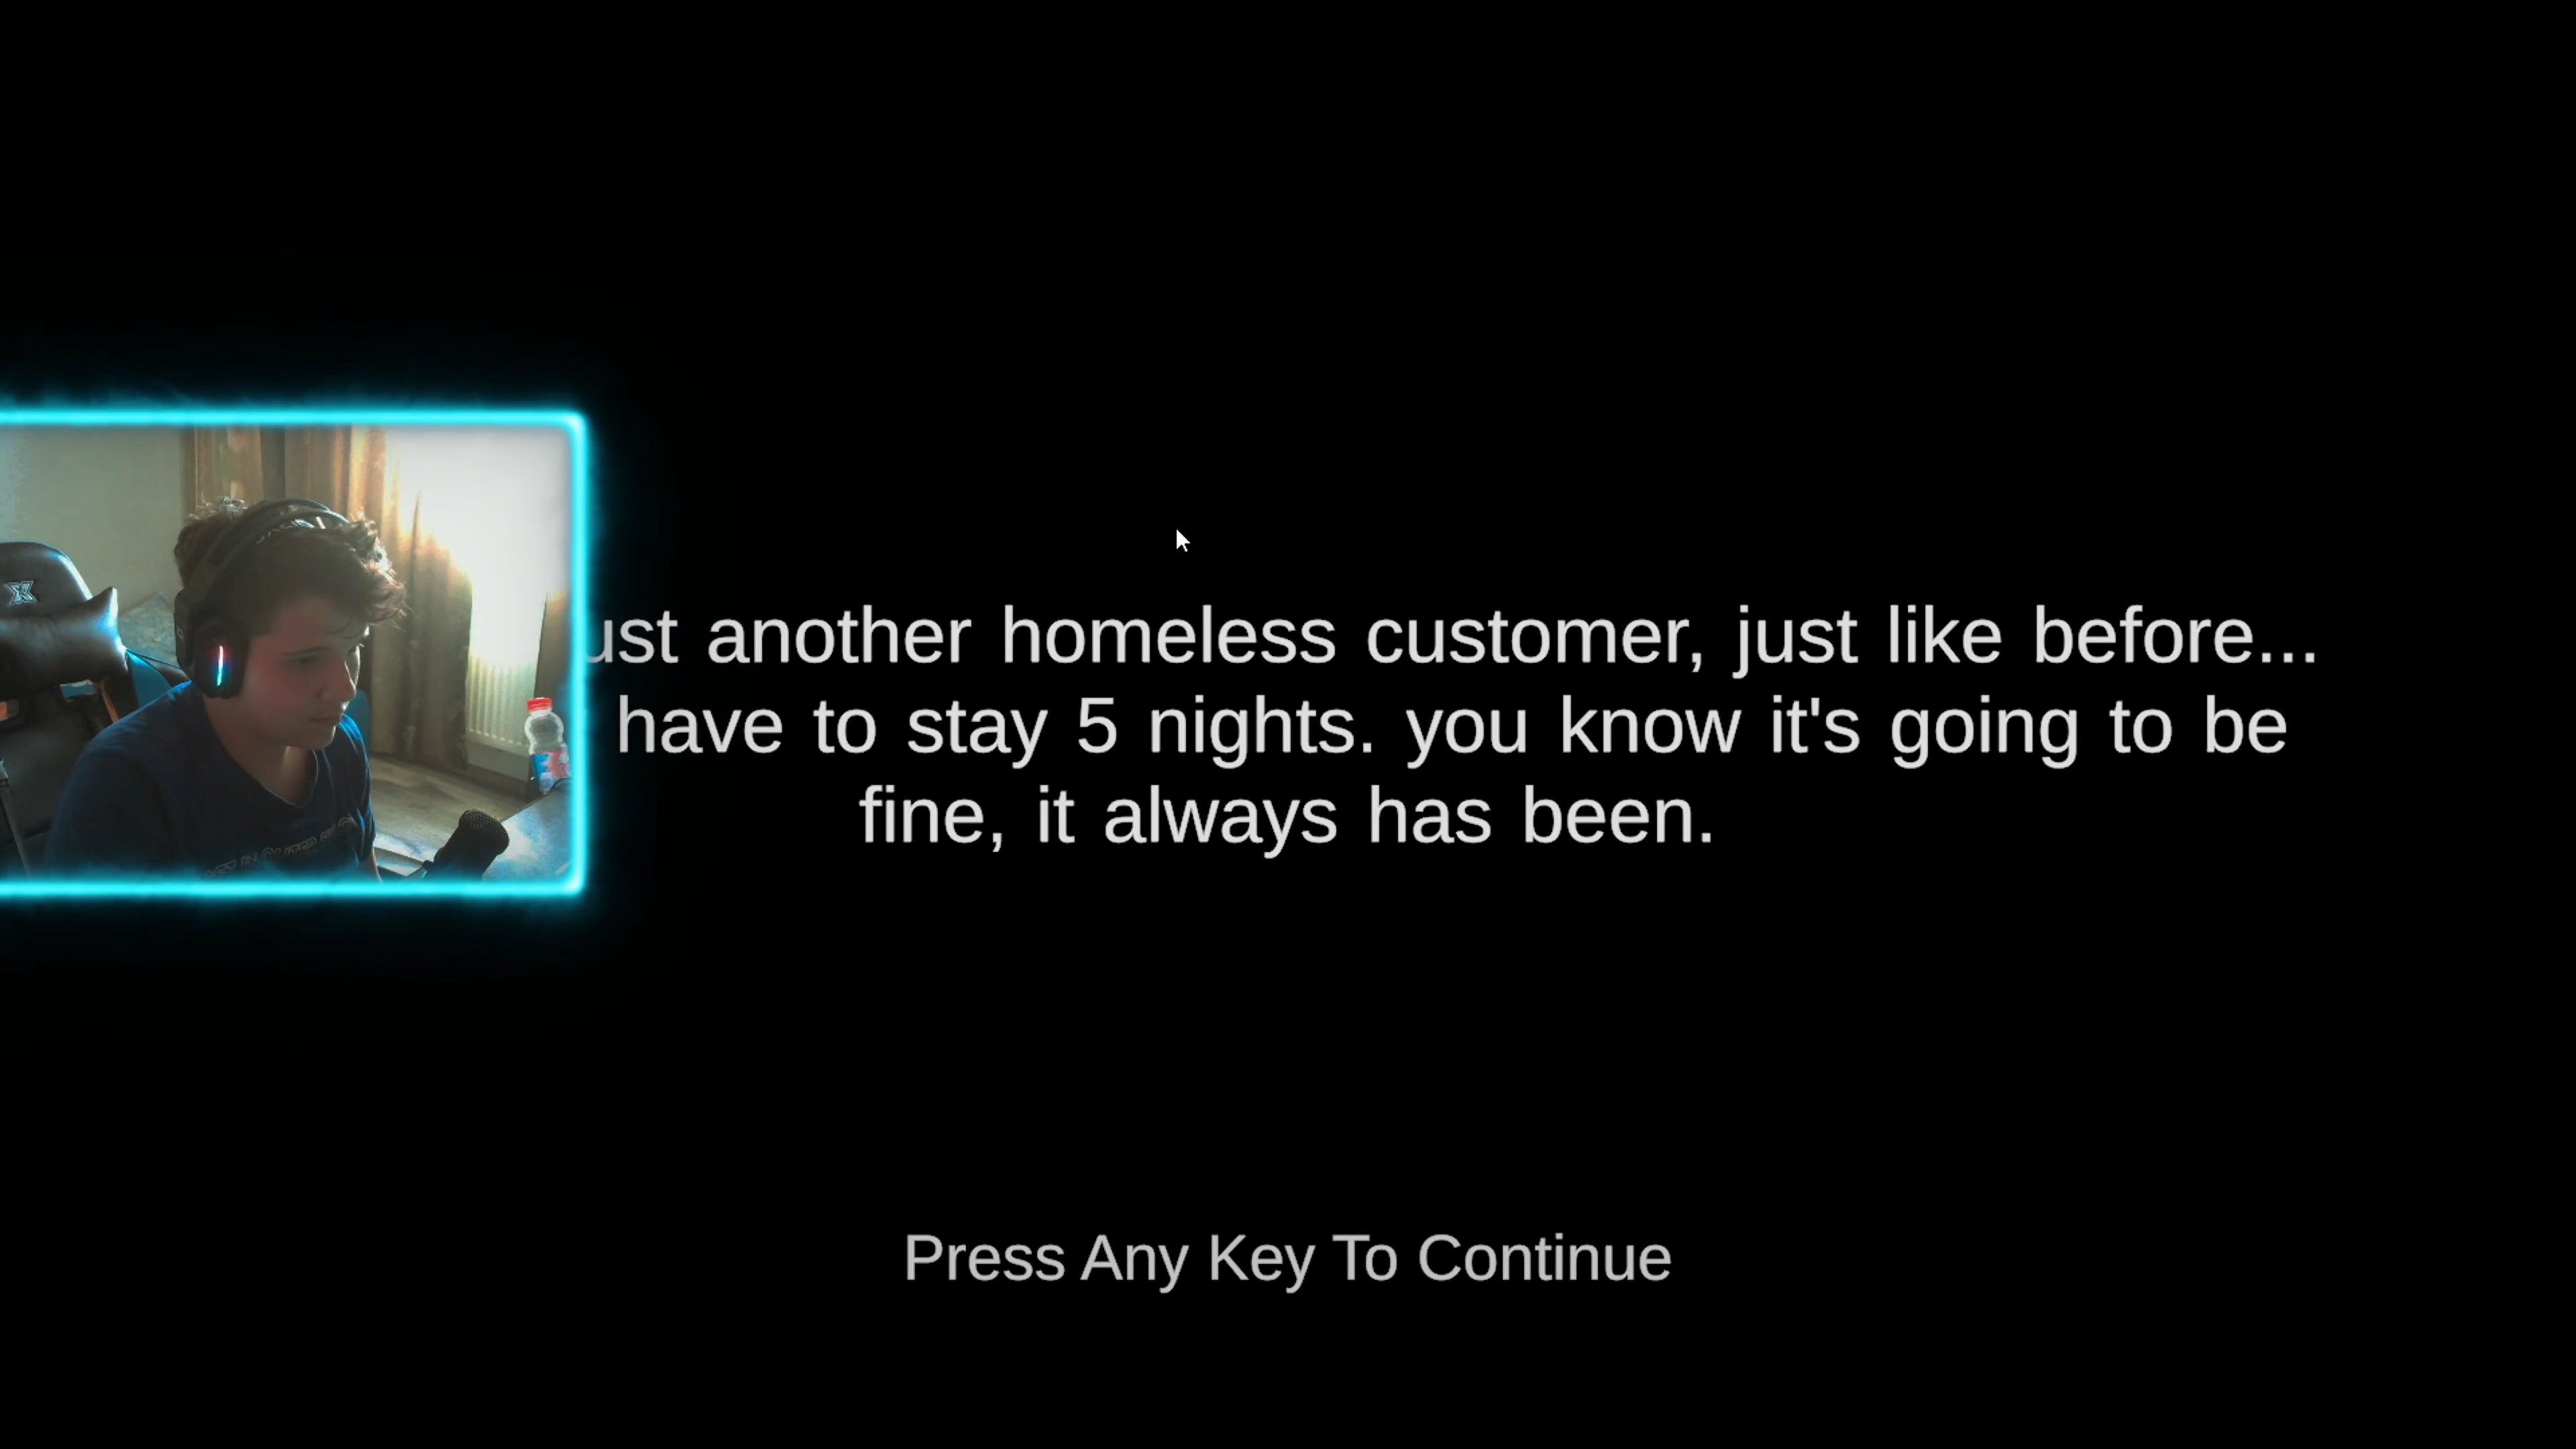 another homeless customer, just like before...
have to stay 5 nights. you know it's going to be
fine, it always has been.
Press Any Key To Continue